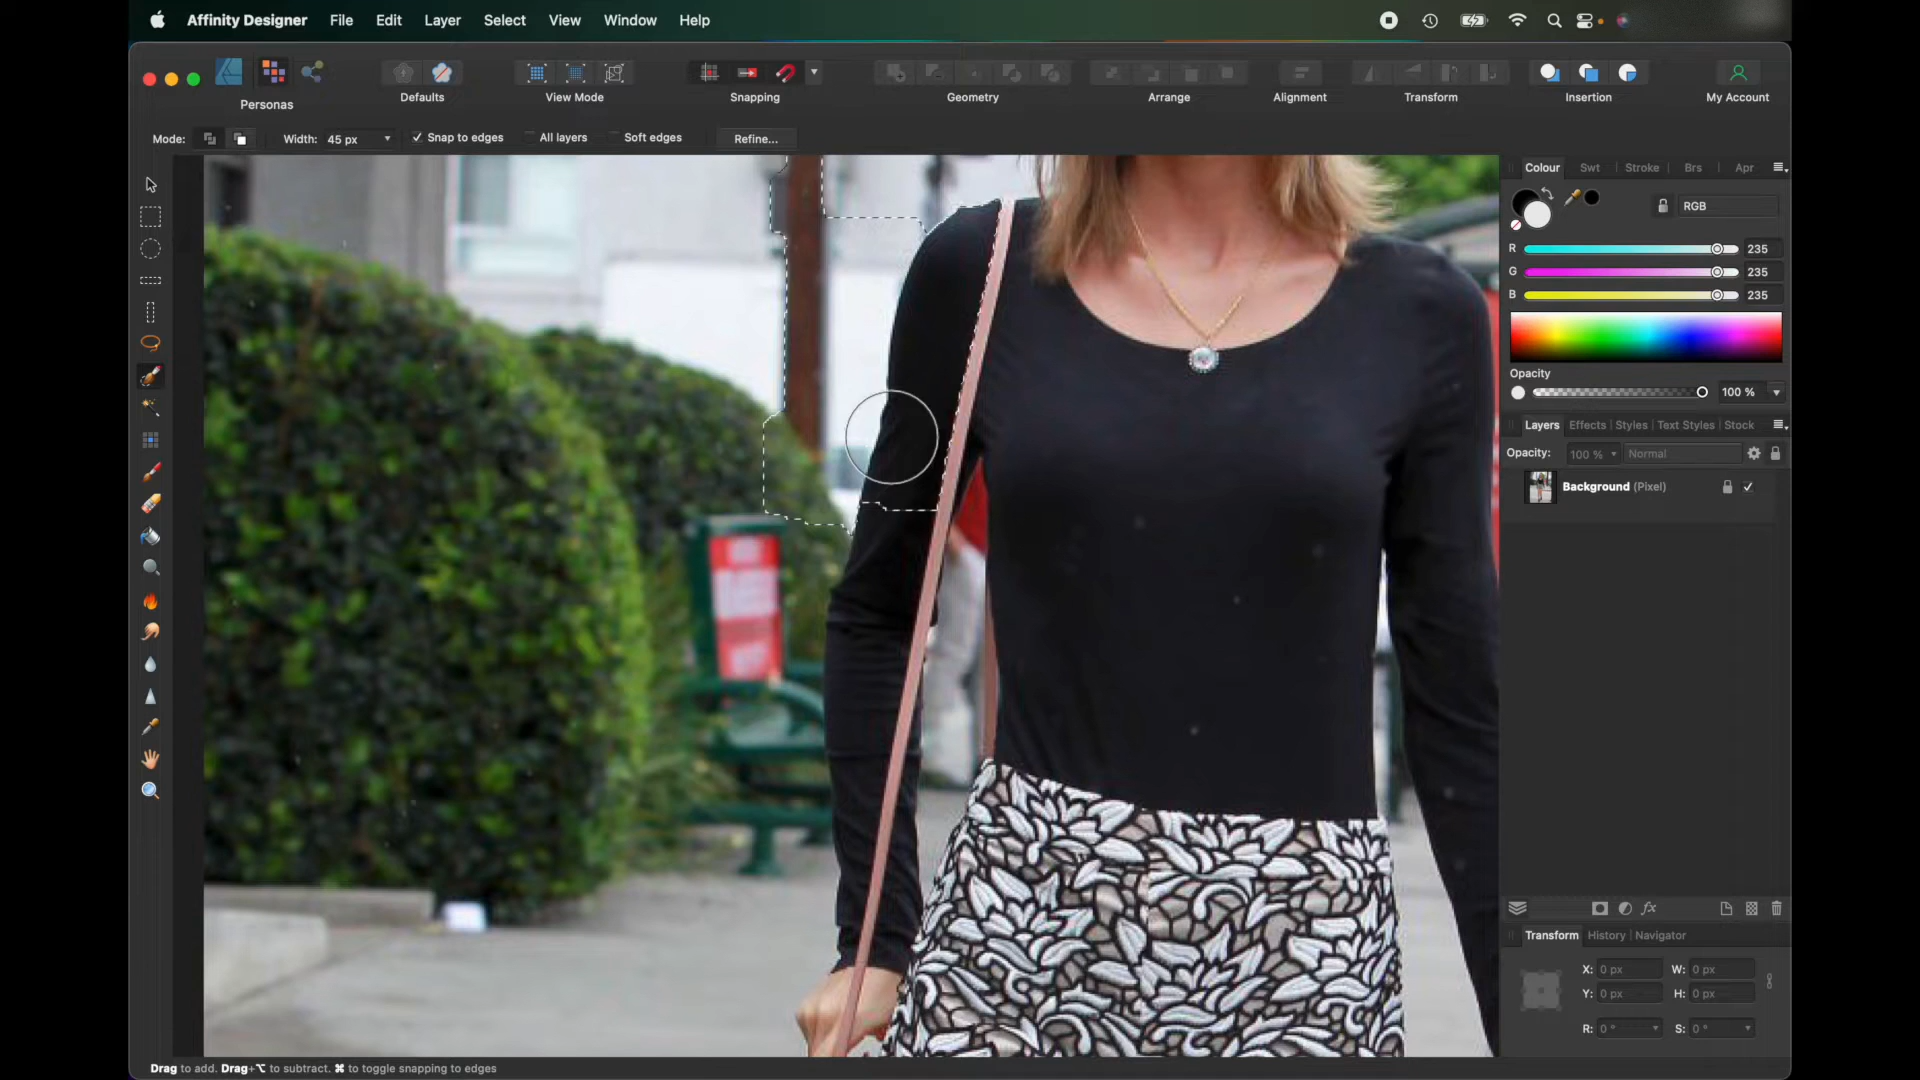 Affinity Designer File Edit Layer Select View Window Help
Personas
Defaults
View Mode
Snapping
Geometry
Arrange
Alignment
Transform
Insertion
My Account
Mode: Width: 45 px Snap to edges All layers Soft edges Refine...
Colour Swt Stroke Brs Apr
RGB
R 235
G 235
B 235
Opacity
100 %
Layers Effects Styles Text Styles Stock
Opacity: 100 % Normal
Background (Pixel)
fx
Transform History Navigator
X: 0 px W: 0 px
Y: 0 px H: 0 px
R: 0 ° S: 0 °
Drag to add. Drag+⌥ to subtract. ⌘ to toggle snapping to edges